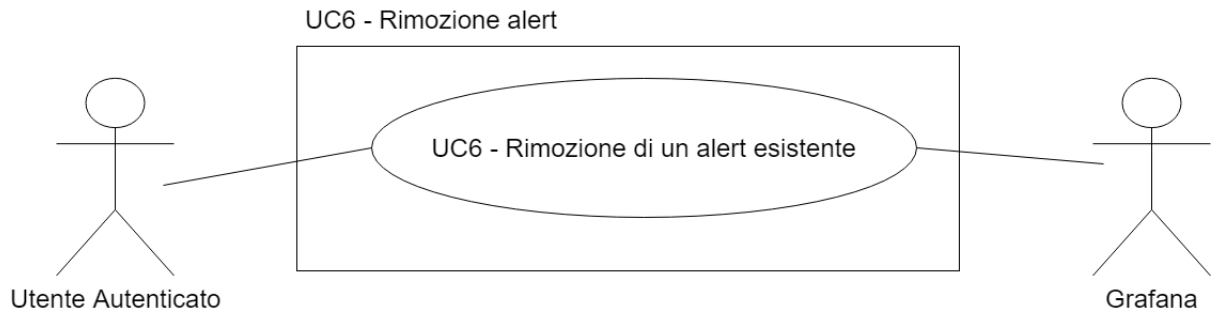 UC6 - Rimozione alert
UC6 - Rimozione di un alert esistente
Utente Autenticato
Grafana